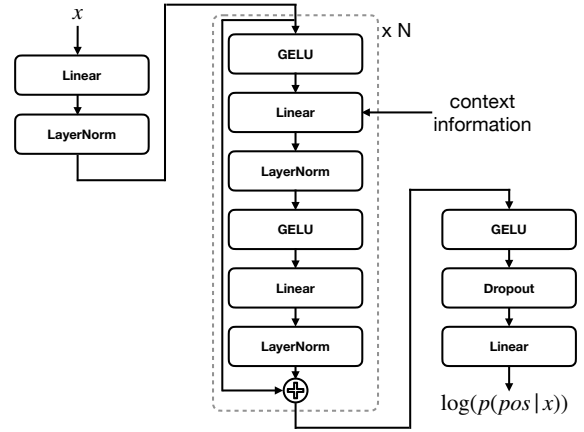 x
Linear
LayerNorm
x N
GELU
Linear
context
information
LayerNorm
GELU
Linear
LayerNorm
GELU
Dropout
Linear
log(p(pos|x))